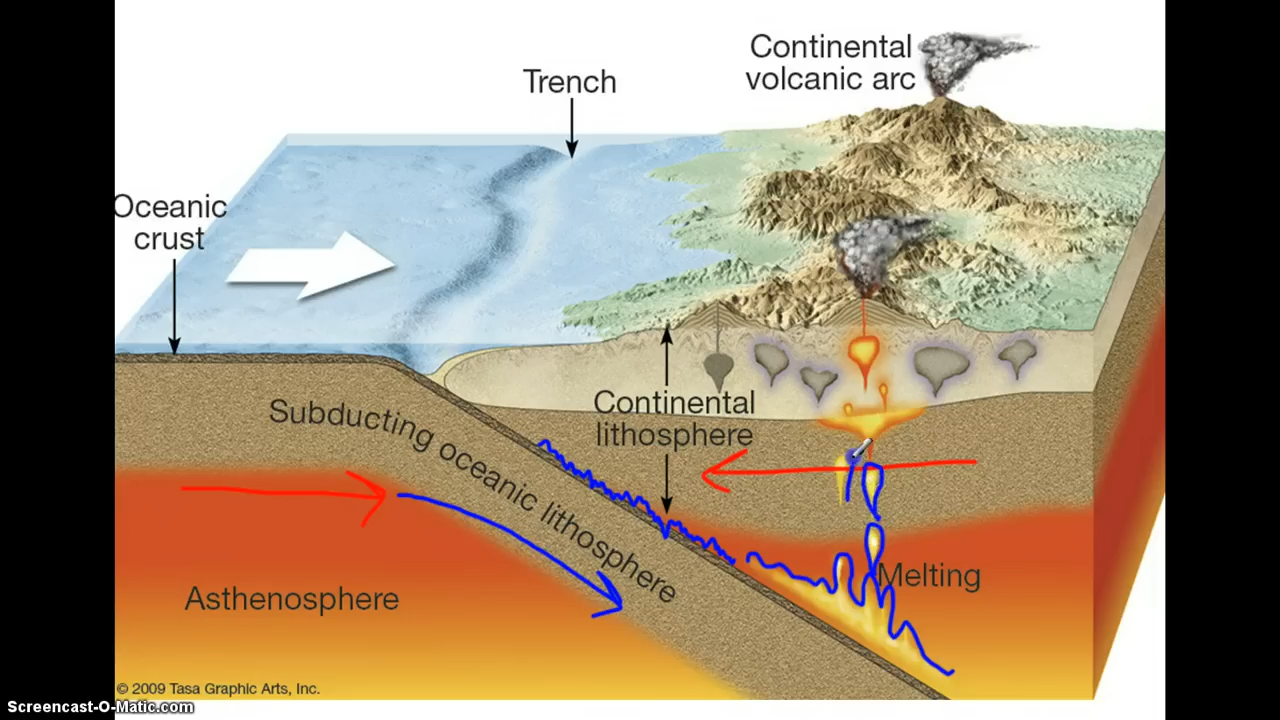 Continental
volcanic arc
Trench
Oceanic
crust
Continental
lithosphere
Subducting oceanic lithosphere
Melting
Asthenosphere
© 2009 Tasa Graphic Arts, Inc.
Screencast-O-Matic.com